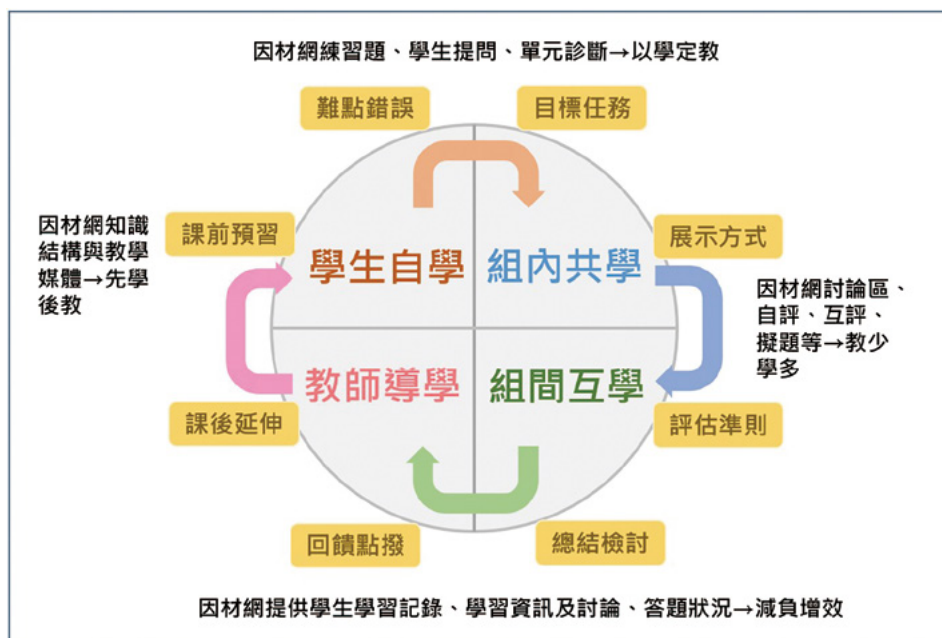 因材網練習題、學生提問、單元診斷→以學定教
難點錯誤
目標任務
因材網知識
結構與教學
媒體→先學
後教
課前預習
展示方式
學生自學
組內共學
因材網討論區、
自評、互評、
擬題等→教少
學多
教師導學
組間互學
課後延伸
評估準則
回饋點撥
總結檢討
因材網提供學生學習記錄、學習資訊及討論、答題狀況→減負增效